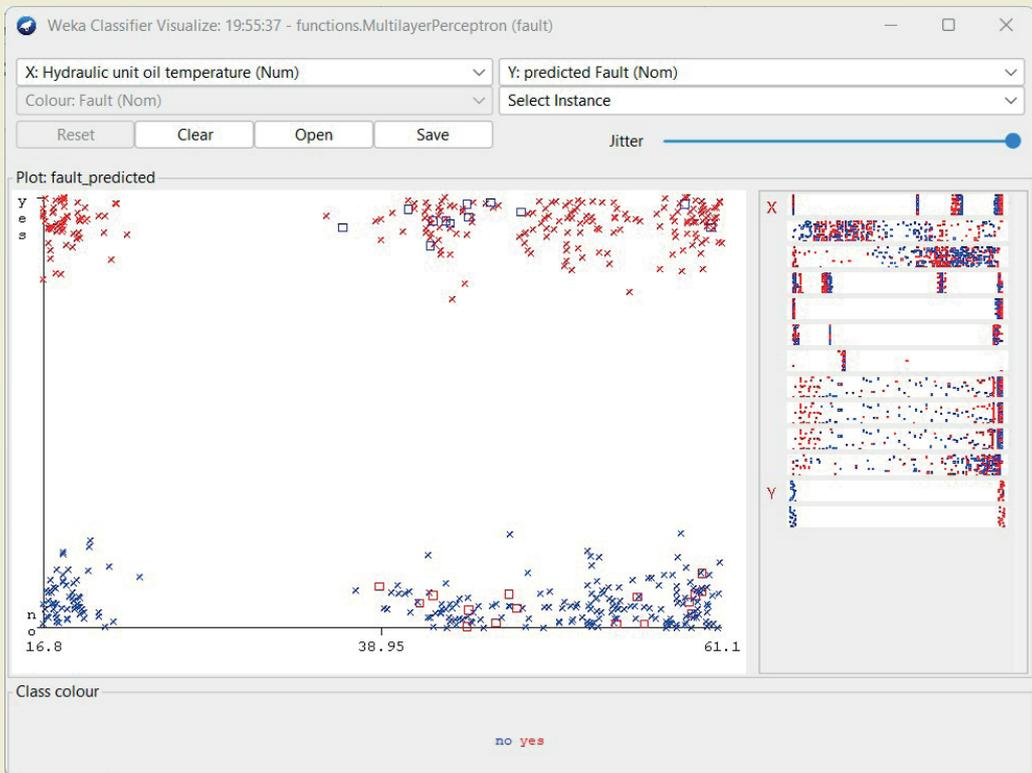 Weka Classifier Visualize: 19:55:37 - functions.MultilayerPerceptron (fault)
X: Hydraulic unit oil temperature (Num)
Y: predicted Fault (Nom)
Colour: Fault (Nom)
Select Instance
Reset
Clear
Open
Save
Jitter
Plot: fault_predicted
yes
no
16.8
38.95
61.1
X
Y
Class colour
no yes